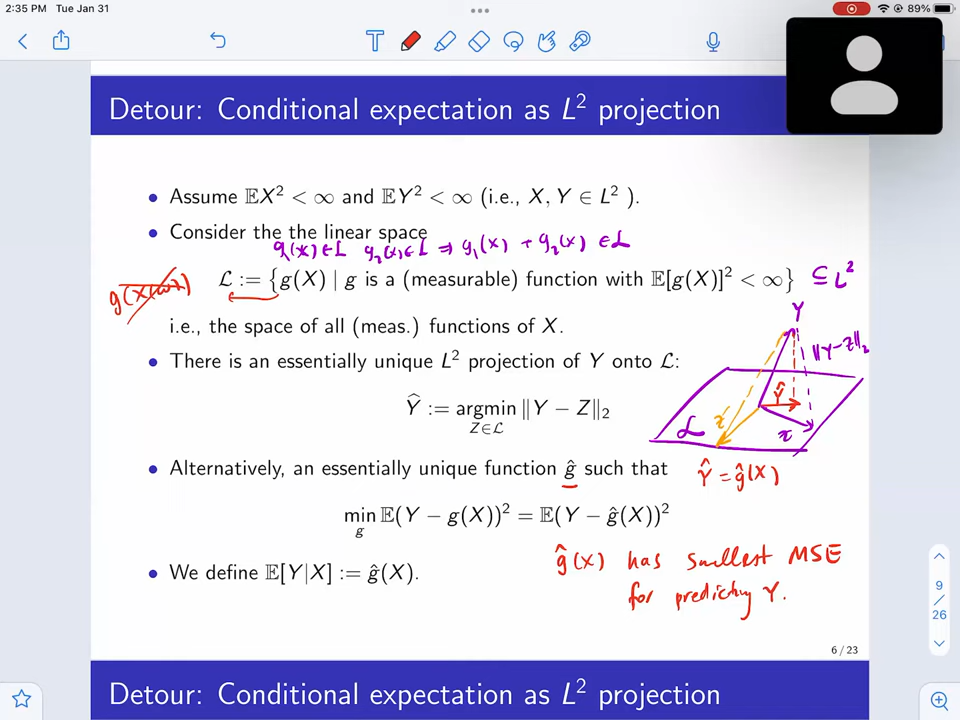 2:35 PM Tue Jan 31
89%
Detour: Conditional expectation as L² projection
• Assume 𝔼X² < ∞ and 𝔼Y² < ∞ (i.e., X, Y ∈ L² ).
• Consider the the linear space
g₁(X) ∈ L g₂(X) ∈ L ⇒ g₁(X) + g₂(X) ∈ L
ℒ := {g(X) | g is a (measurable) function with 𝔼[g(X)]² < ∞} ⊆ L²
i.e., the space of all (meas.) functions of X.
Y
• There is an essentially unique L² projection of Y onto ℒ:
‖Y−Z‖₂
Ŷ := argmin ‖Y − Z‖₂
Z∈ℒ
Ŷ
Z
ℒ
Z
• Alternatively, an essentially unique function ĝ such that
Ŷ = ĝ(X)
min 𝔼(Y − g(X))² = 𝔼(Y − ĝ(X))²
g
ĝ(X) has smallest MSE
for predicting Y.
• We define 𝔼[Y|X] := ĝ(X).
6 / 23
9
/
26
Detour: Conditional expectation as L² projection